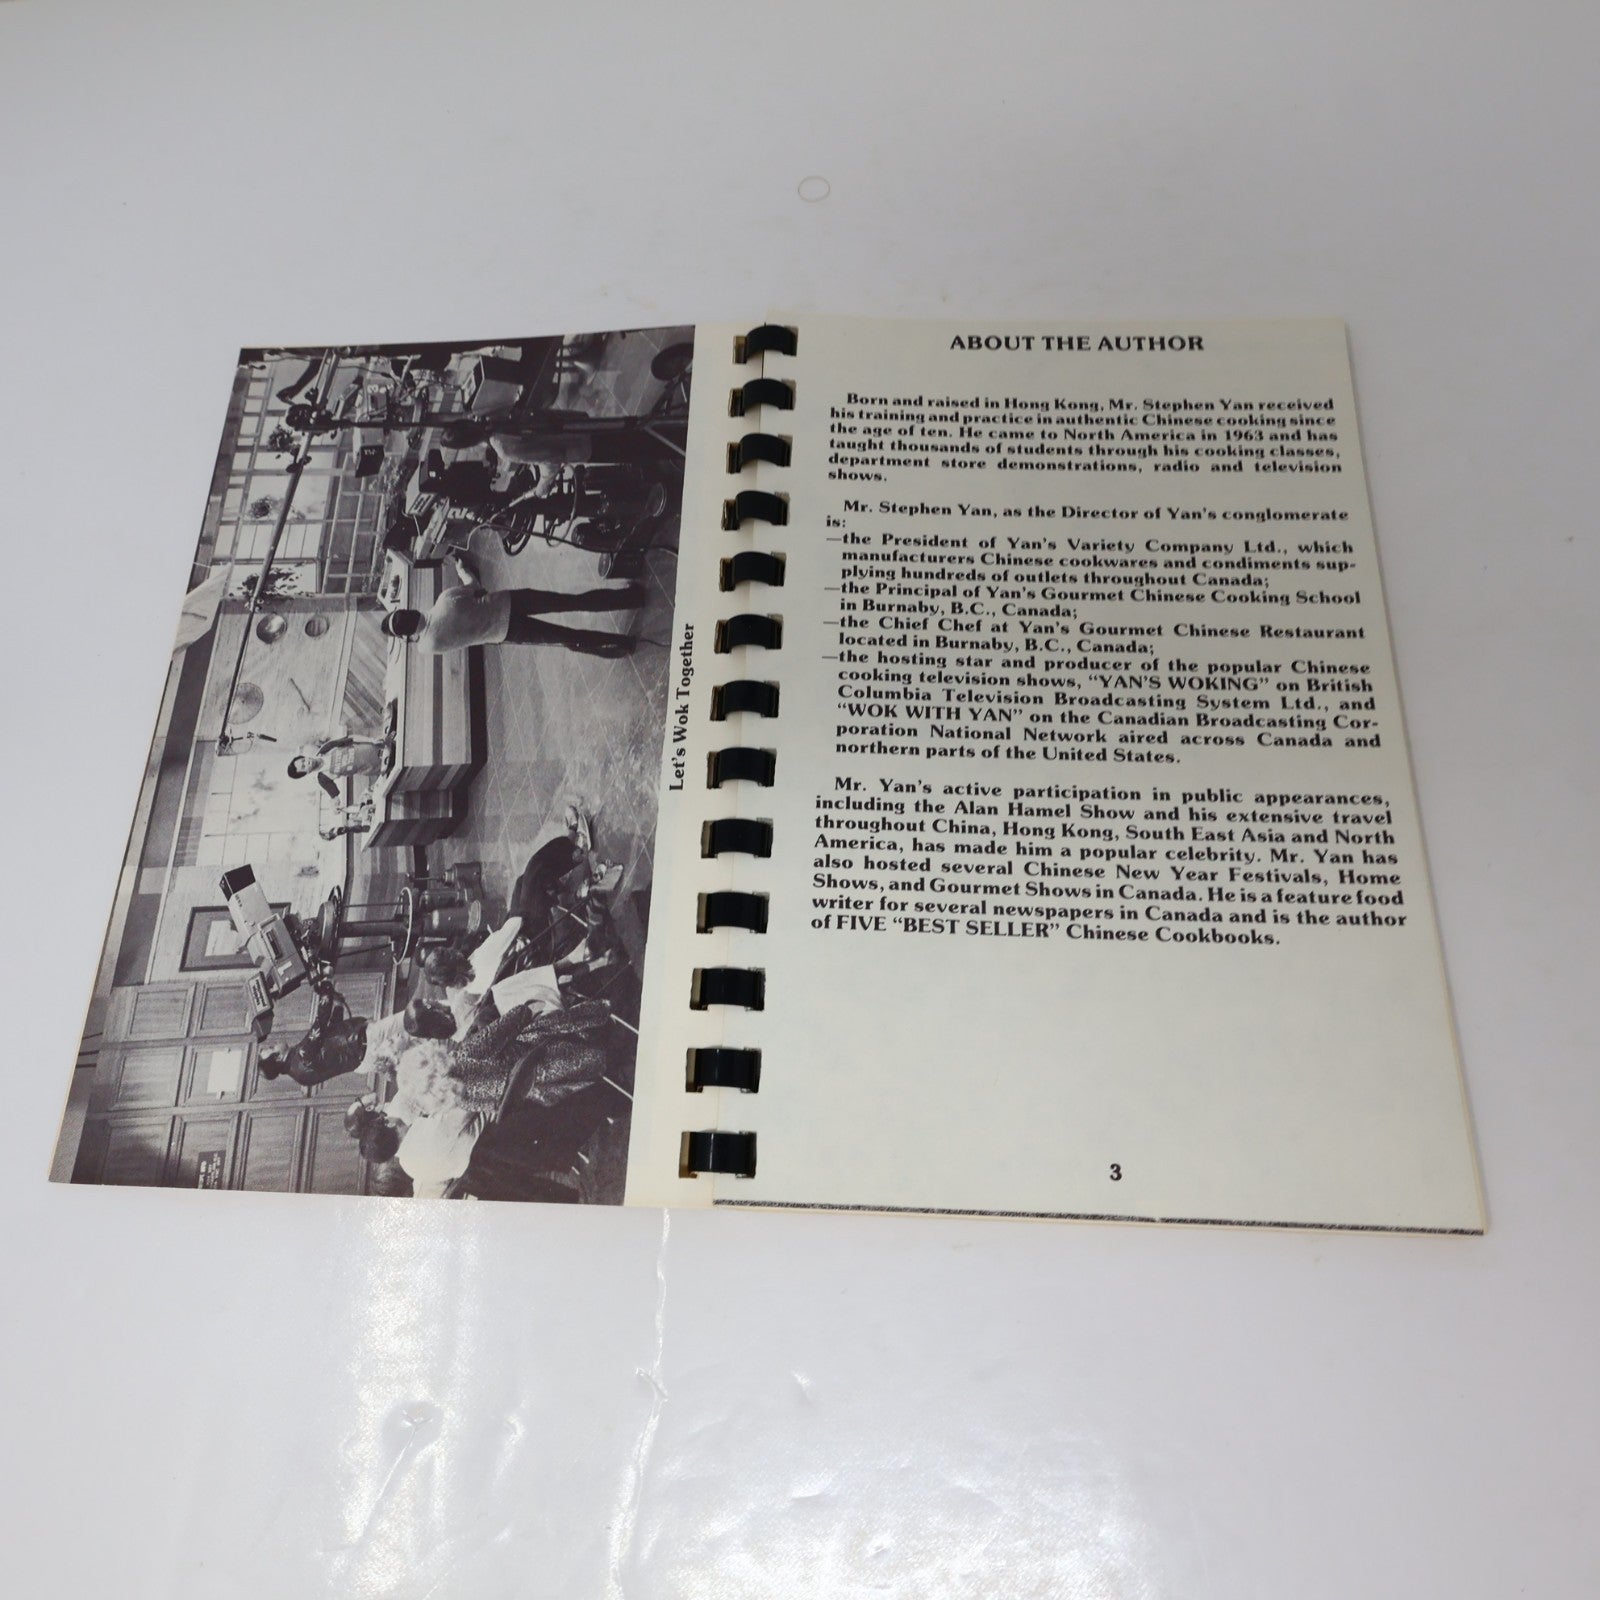 Let's Wok Together
ABOUT THE AUTHOR
Born and raised in Hong Kong, Mr. Stephen Yan received
his training and practice in authentic Chinese cooking since
the age of ten. He came to North America in 1963 and has
taught thousands of students through his cooking classes,
department store demonstrations, radio and television
shows.
Mr. Stephen Yan, as the Director of Yan's conglomerate
is:
—the President of Yan's Variety Company Ltd., which
manufacturers Chinese cookwares and condiments sup-
plying hundreds of outlets throughout Canada;
—the Principal of Yan's Gourmet Chinese Cooking School
in Burnaby, B.C., Canada;
—the Chief Chef at Yan's Gourmet Chinese Restaurant
located in Burnaby, B.C., Canada;
—the hosting star and producer of the popular Chinese
cooking television shows, "YAN'S WOKING" on British
Columbia Television Broadcasting System Ltd., and
"WOK WITH YAN" on the Canadian Broadcasting Cor-
poration National Network aired across Canada and
northern parts of the United States.
Mr. Yan's active participation in public appearances,
including the Alan Hamel Show and his extensive travel
throughout China, Hong Kong, South East Asia and North
America, has made him a popular celebrity. Mr. Yan has
also hosted several Chinese New Year Festivals, Home
Shows, and Gourmet Shows in Canada. He is a feature food
writer for several newspapers in Canada and is the author
of FIVE "BEST SELLER" Chinese Cookbooks.
3